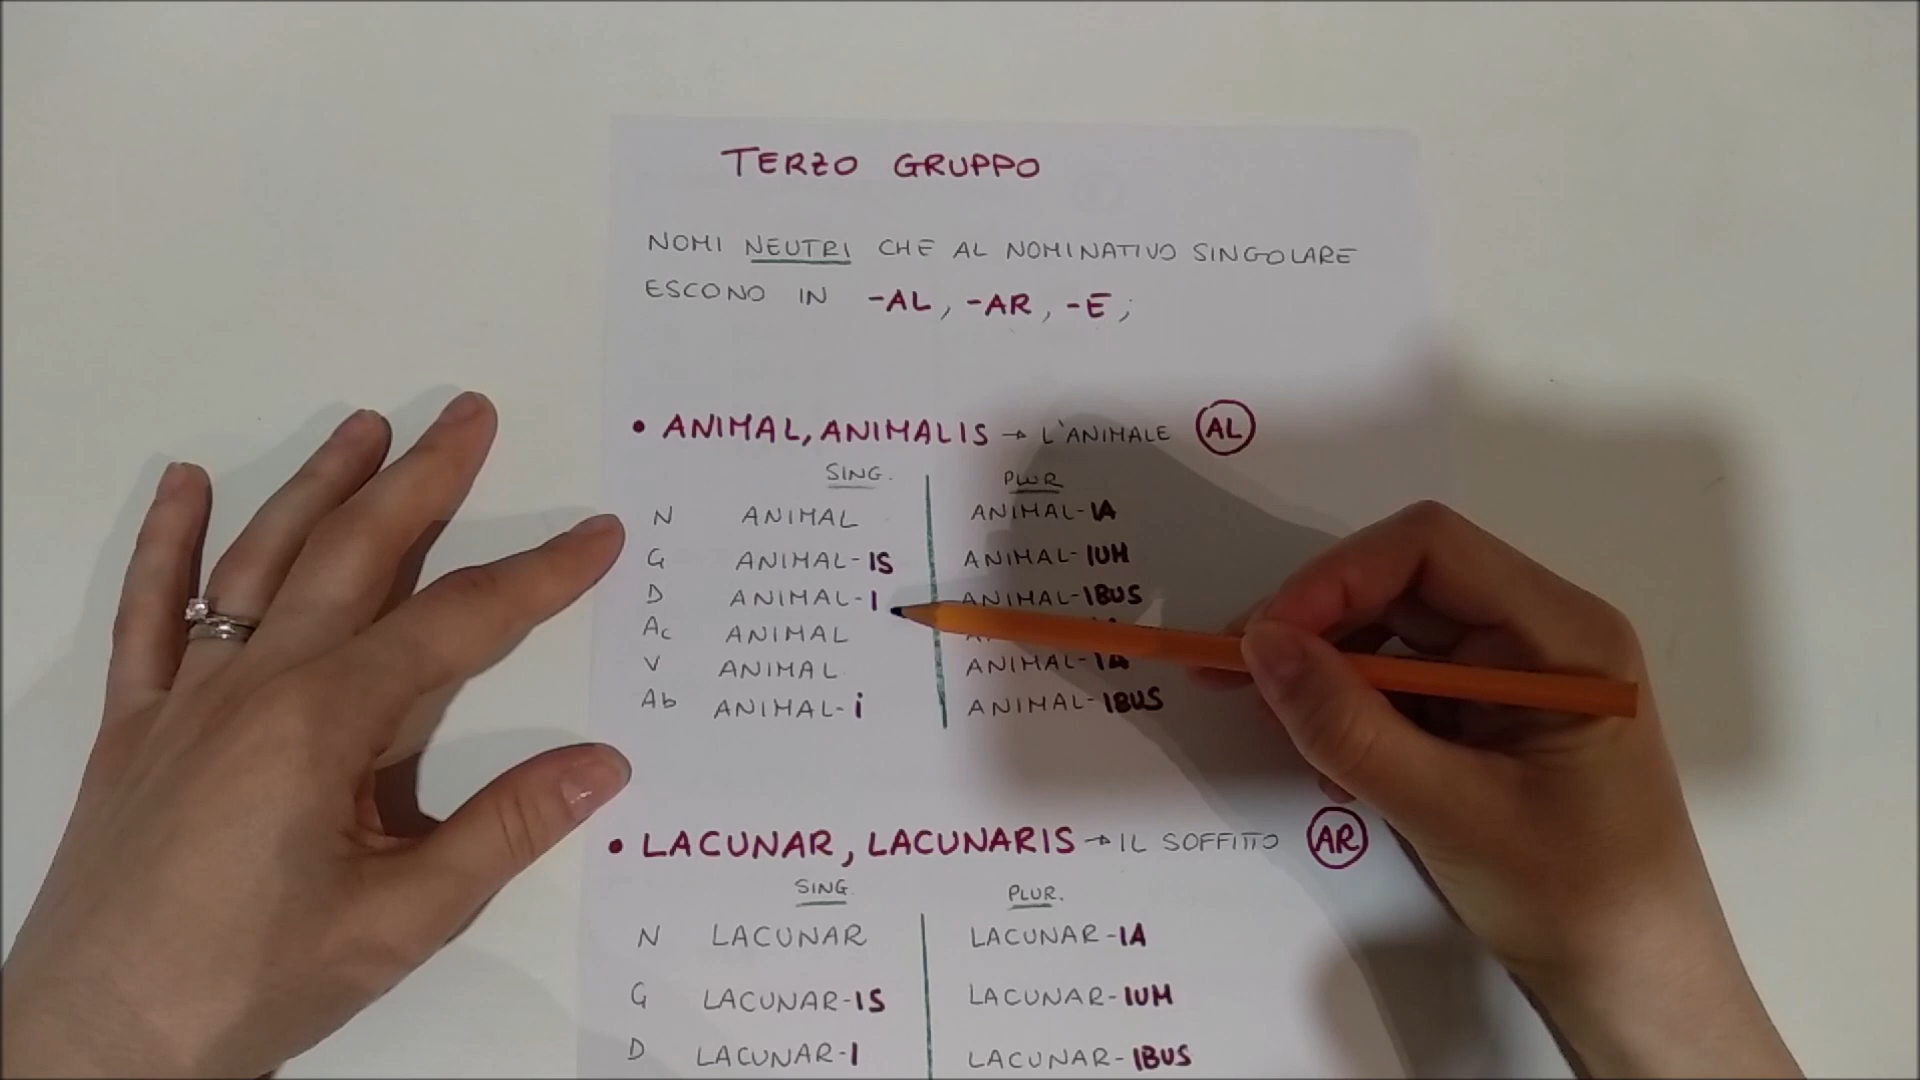 TERZO GRUPPO
NOMI NEUTRI CHE AL NOMINATIVO SINGOLARE
ESCONO IN -AL, -AR, -E;
• ANIMAL, ANIMALIS → L'ANIMALE AL
SING. PLUR
N ANIMAL ANIMAL-IA
G ANIMAL-IS ANIMAL-IUM
D ANIMAL-I ANIMAL-IBUS
Ac ANIMAL
V ANIMAL ANIMAL-IA
Ab ANIMAL-i ANIMAL-IBUS
• LACUNAR, LACUNARIS → IL SOFFITTO AR
SING. PLUR.
N LACUNAR LACUNAR-IA
G LACUNAR-IS LACUNAR-IUM
D LACUNAR-I LACUNAR-IBUS